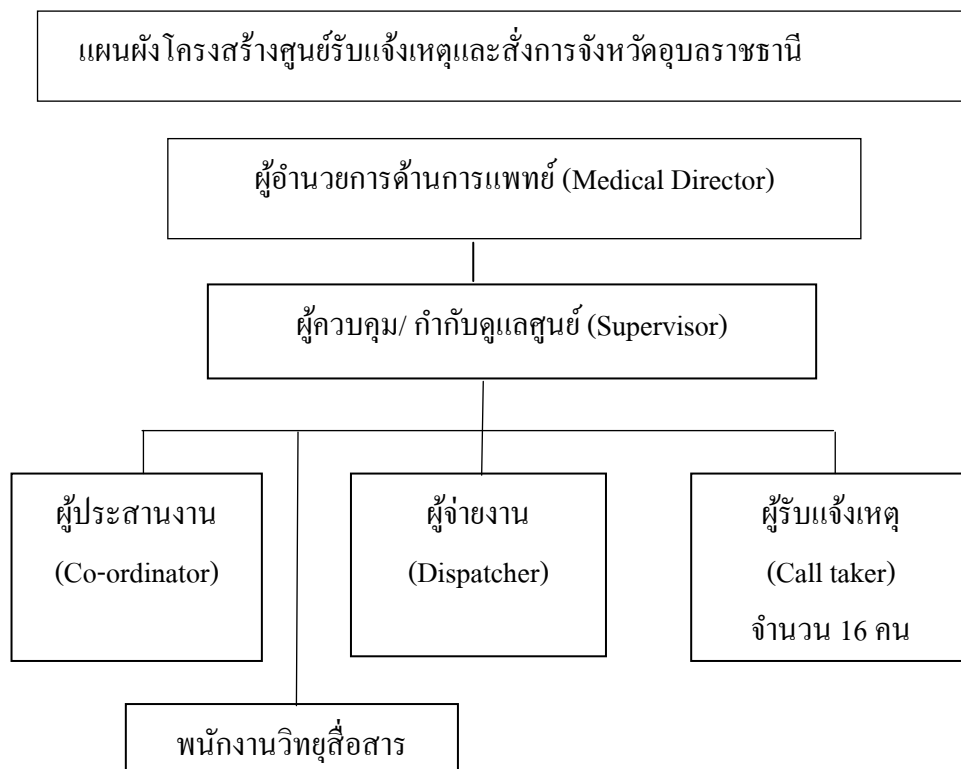 แผนผังโครงสร้างศูนย์รับแจ้งเหตุและสั่งการจังหวัดอุบลราชธานี
ผู้อำนวยการด้านการแพทย์ (Medical Director)
ผู้ควบคุม/ กำกับดูแลศูนย์ (Supervisor)
ผู้ประสานงาน
(Co-ordinator)
ผู้จ่ายงาน
(Dispatcher)
ผู้รับแจ้งเหตุ
(Call taker)
จำนวน 16 คน
พนักงานวิทยุสื่อสาร